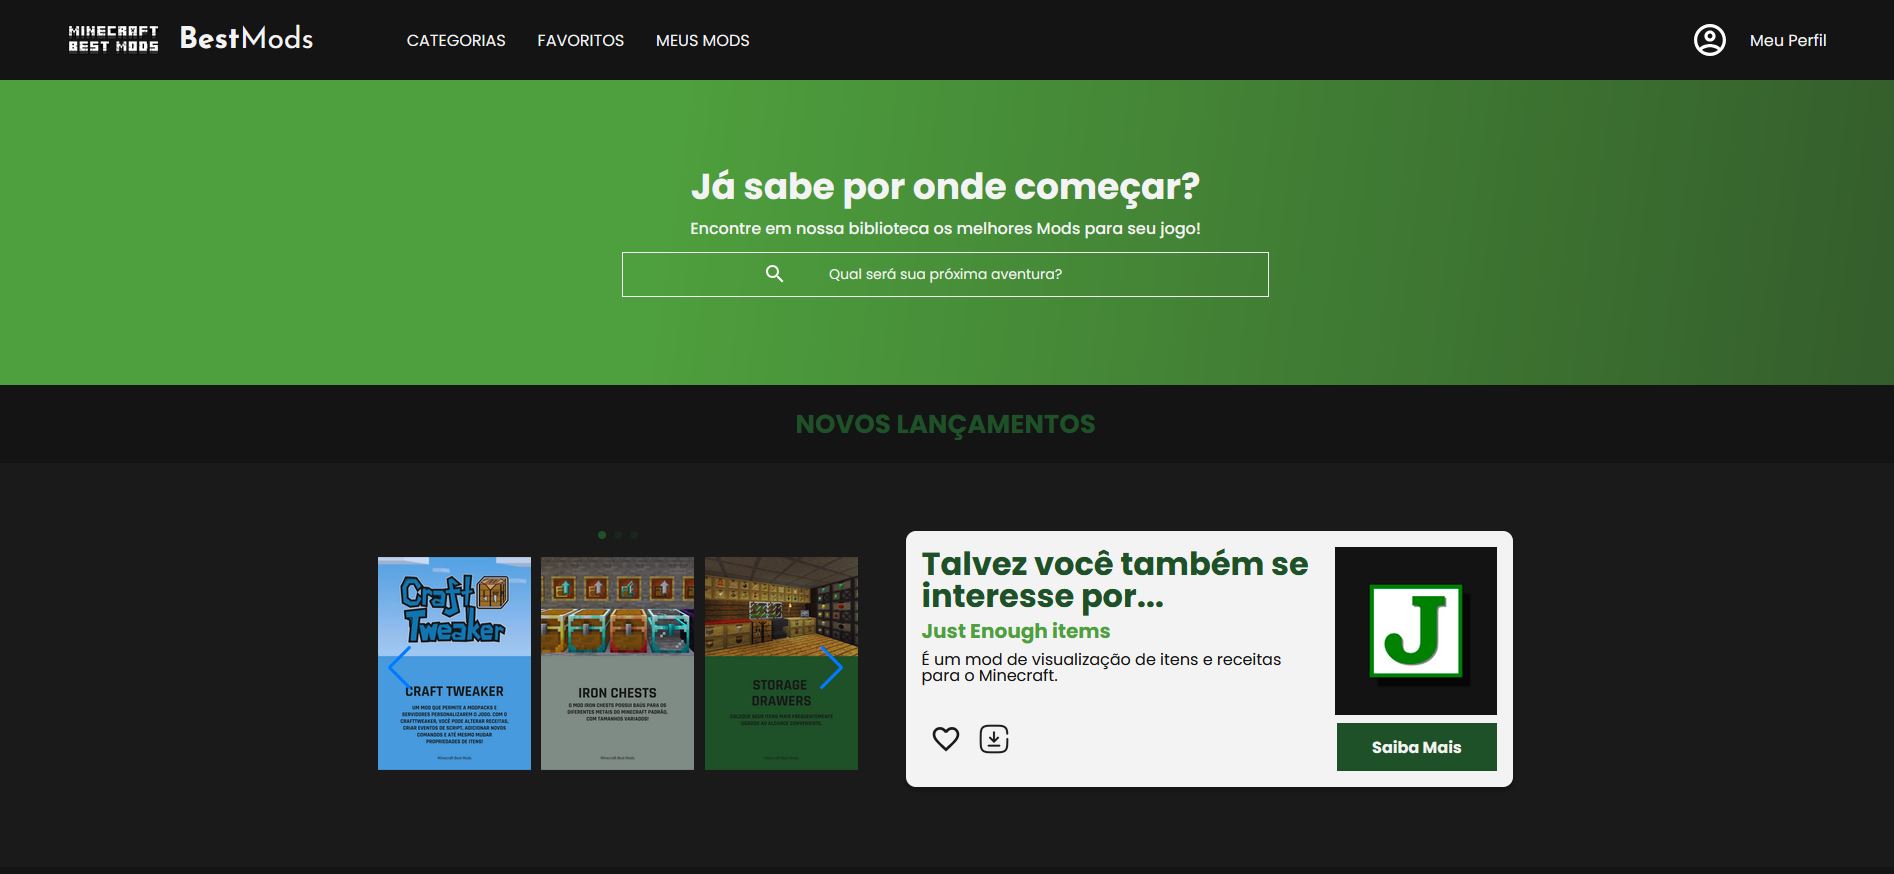 MINECRAFT
BEST MODS
BestMods
CATEGORIAS
FAVORITOS
MEUS MODS
Meu Perfil
Já sabe por onde começar?
Encontre em nossa biblioteca os melhores Mods para seu jogo!
Qual será sua próxima aventura?
NOVOS LANÇAMENTOS
Craft
Tweaker
CRAFT TWEAKER
UM MOD QUE PERMITE A MODPACKS E
SERVIDORES PERSONALIZAREM O JOGO. COM O
CRAFTTWEAKER, VOCÊ PODE ALTERAR RECEITAS,
CRIAR EVENTOS DE SCRIPT, ADICIONAR NOVOS
COMANDOS E ATÉ MESMO MUDAR
PROPRIEDADES DE ITENS!
Minecraft Best Mods
IRON CHESTS
O MOD IRON CHESTS POSSUI BAÚS PARA OS
DIFERENTES METAIS DO MINECRAFT PADRÃO,
COM TAMANHOS VARIADOS!
Minecraft Best Mods
STORAGE
DRAWERS
COLOQUE SEUS ITENS MAIS FREQUENTEMENTE
USADOS AO ALCANCE CONVENIENTE.
Minecraft Best Mods
Talvez você também se
interesse por...
Just Enough items
É um mod de visualização de itens e receitas
para o Minecraft.
J
Saiba Mais